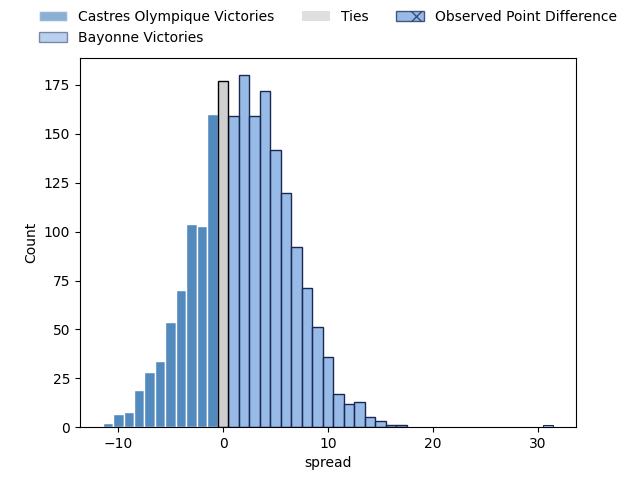 Castres Olympique Victories
Ties
Observed Point Difference
Bayonne Victories
175
150
125
100
75
50
25
0
Count
−10
0
10
20
30
spread